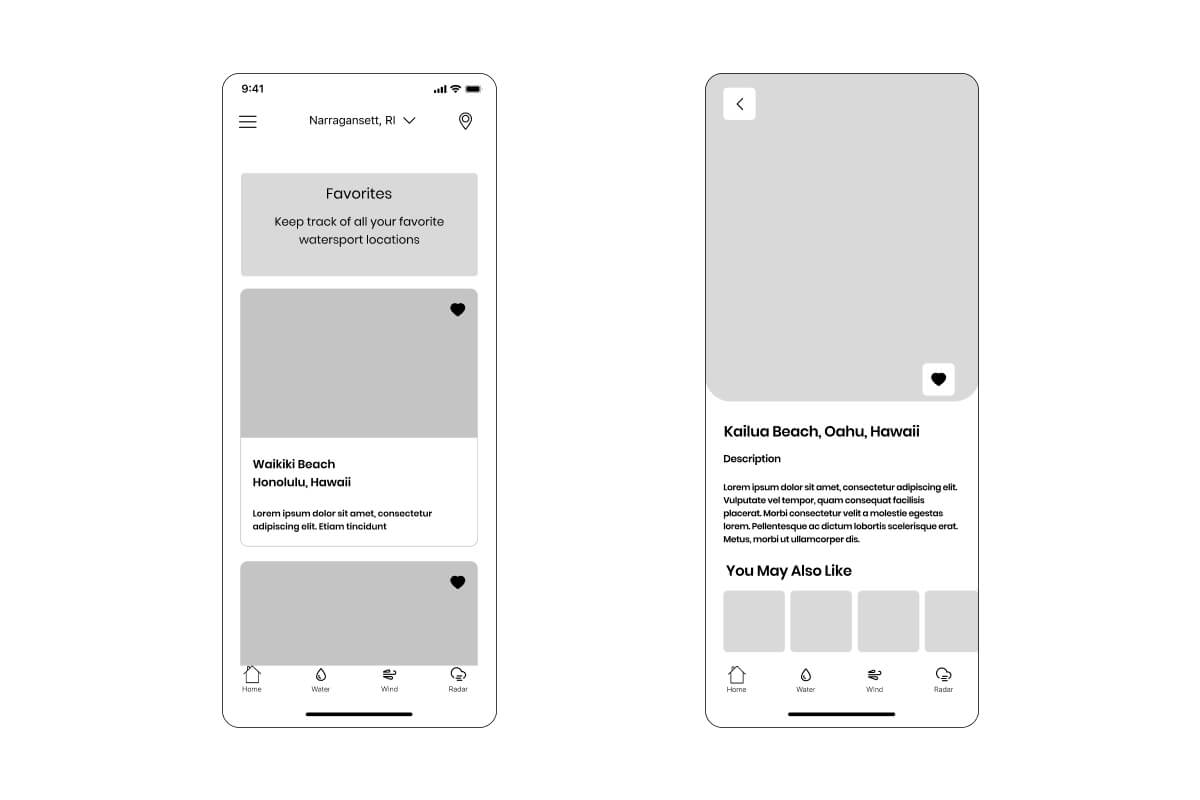 9:41
Narragansett, RI
Favorites
Keep track of all your favorite
watersport locations
Waikiki Beach
Honolulu, Hawaii
Lorem ipsum dolor sit amet, consectetur
adipiscing elit. Etiam tincidunt
Home Water Wind Radar
Kailua Beach, Oahu, Hawaii
Description
Lorem ipsum dolor sit amet, consectetur adipiscing elit.
Vulputate vel tempor, quam consequat facilisis
placerat. Morbi consectetur velit a molestie egestas
lorem. Pellentesque ac dictum lobortis scelerisque erat.
Metus, morbi ut ullamcorper dis.
You May Also Like
Home Water Wind Radar